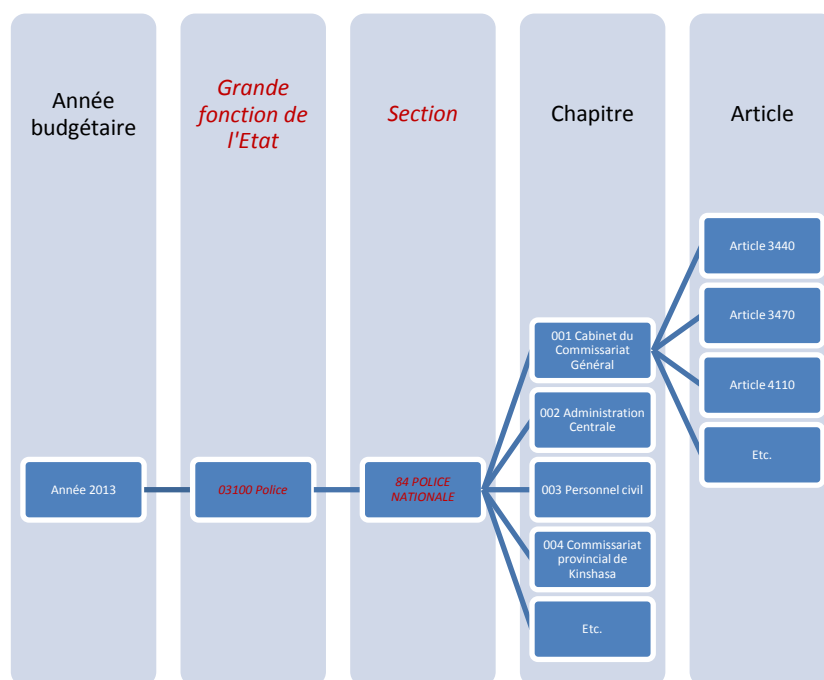 Année
budgétaire
Grande
fonction de
l'Etat
Section
Chapitre
Article
Année 2013
03100 Police
84 POLICE
NATIONALE
001 Cabinet du
Commissariat
Général
002 Administration
Centrale
003 Personnel civil
004 Commissariat
provincial de
Kinshasa
Etc.
Article 3440
Article 3470
Article 4110
Etc.